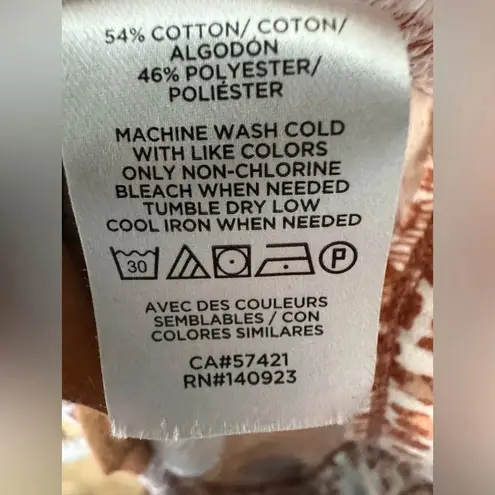 54% COTTON/ COTON/
ALGODÓN
46% POLYESTER/
POLIÉSTER
MACHINE WASH COLD
WITH LIKE COLORS
ONLY NON-CHLORINE
BLEACH WHEN NEEDED
TUMBLE DRY LOW
COOL IRON WHEN NEEDED
30 P
AVEC DES COULEURS
SEMBLABLES / CON
COLORES SIMILARES
CA#57421
RN#140923